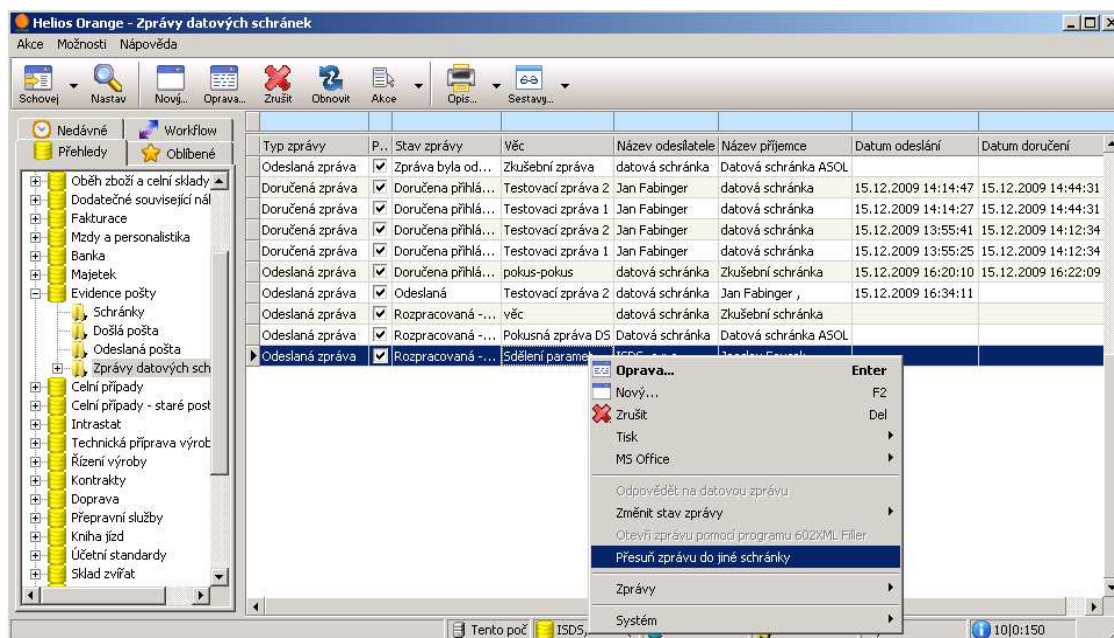 Helios Orange - Zprávy datových schránek
Akce Možnosti Nápověda
Schovej Nastav Nový... Oprava... Zrušit Obnovit Akce Opis... Sestavy...
Nedávné Workflow
Přehledy Oblíbené
Oběh zboží a celní sklady
Dodatečné související nál
Fakturace
Mzdy a personalistika
Banka
Majetek
Evidence pošty
Schránky
Došlá pošta
Odeslaná pošta
Zprávy datových sch
Celní případy
Celní případy - staré post
Intrastat
Technická příprava výrob
Řízení výroby
Kontrakty
Doprava
Přepravní služby
Kniha jízd
Účetní standardy
Sklad zvířat
Typ zprávy P.. Stav zprávy Věc Název odesílatele Název příjemce Datum odeslání Datum doručení
Odeslaná zpráva Zpráva byla od... Zkušební zpráva datová schránka Datová schránka ASOL
Doručená zpráva Doručena přihlá... Testovací zpráva 2 Jan Fabinger datová schránka 15.12.2009 14:14:47 15.12.2009 14:44:31
Doručená zpráva Doručena přihlá... Testovaci zpráva 1 Jan Fabinger datová schránka 15.12.2009 14:14:27 15.12.2009 14:44:31
Doručená zpráva Doručena přihlá... Testovací zpráva 2 Jan Fabinger datová schránka 15.12.2009 13:55:41 15.12.2009 14:12:34
Doručená zpráva Doručena přihlá... Testovaci zpráva 1 Jan Fabinger datová schránka 15.12.2009 13:55:25 15.12.2009 14:12:34
Odeslaná zpráva Doručena přihlá... pokus-pokus datová schránka Zkušební schránka 15.12.2009 16:20:10 15.12.2009 16:22:09
Odeslaná zpráva Odeslaná Testovací zpráva 2 datová schránka Jan Fabinger , 15.12.2009 16:34:11
Odeslaná zpráva Rozpracovaná -... věc datová schránka Zkušební schránka
Odeslaná zpráva Rozpracovaná -... Pokusná zpráva DS Datová schránka Datová schránka ASOL
Odeslaná zpráva Rozpracovaná -... Sdělení paramet
Oprava... Enter
Nový... F2
Zrušit Del
Tisk
MS Office
Odpovědět na datovou zprávu
Změnit stav zprávy
Otevři zprávu pomocí programu 602XML Filler
Přesuň zprávu do jiné schránky
Zprávy
Systém
Tento poč ISDS, 10|0:150